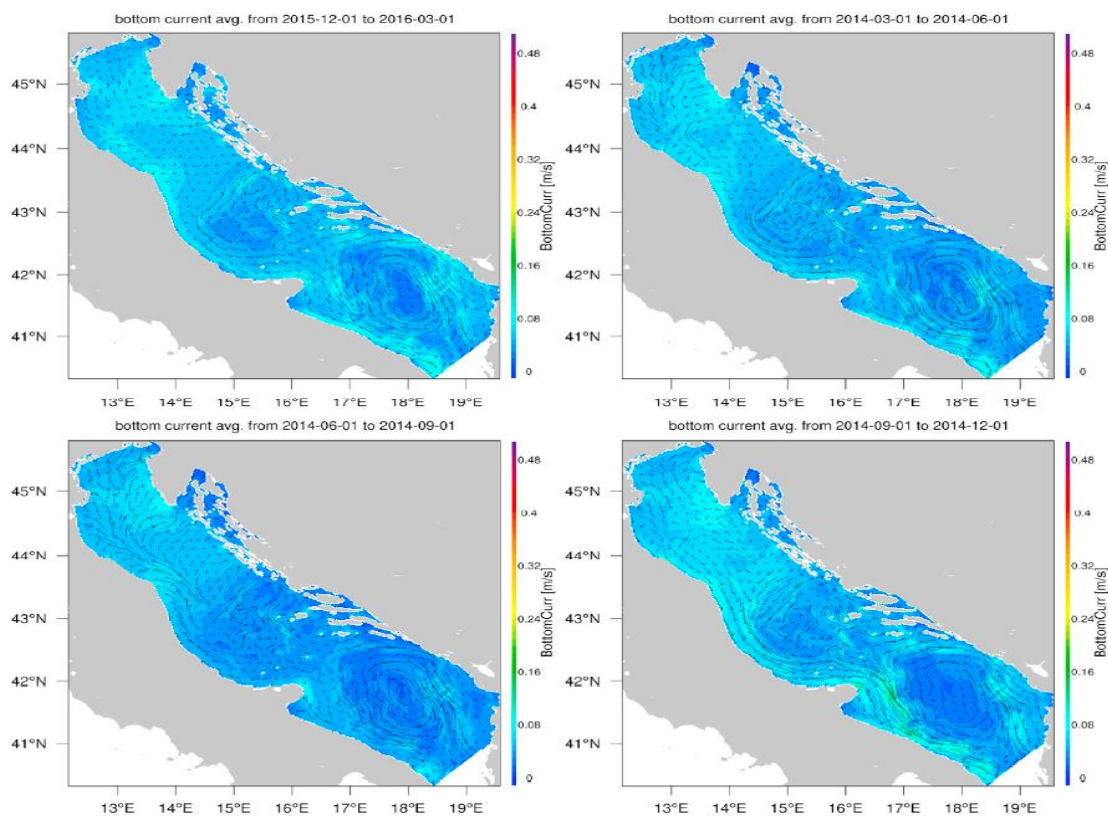 bottom current avg. from 2015-12-01 to 2016-03-01
45°N
44°N
43°N
42°N
41°N
13°E 14°E 15°E 16°E 17°E 18°E 19°E
0.48
0.4
0.32
0.24
0.16
0.08
0
BottomCurr [m/s]
bottom current avg. from 2014-03-01 to 2014-06-01
45°N
44°N
43°N
42°N
41°N
13°E 14°E 15°E 16°E 17°E 18°E 19°E
0.48
0.4
0.32
0.24
0.16
0.08
0
BottomCurr [m/s]
bottom current avg. from 2014-06-01 to 2014-09-01
45°N
44°N
43°N
42°N
41°N
13°E 14°E 15°E 16°E 17°E 18°E 19°E
0.48
0.4
0.32
0.24
0.16
0.08
0
BottomCurr [m/s]
bottom current avg. from 2014-09-01 to 2014-12-01
45°N
44°N
43°N
42°N
41°N
13°E 14°E 15°E 16°E 17°E 18°E 19°E
0.48
0.4
0.32
0.24
0.16
0.08
0
BottomCurr [m/s]